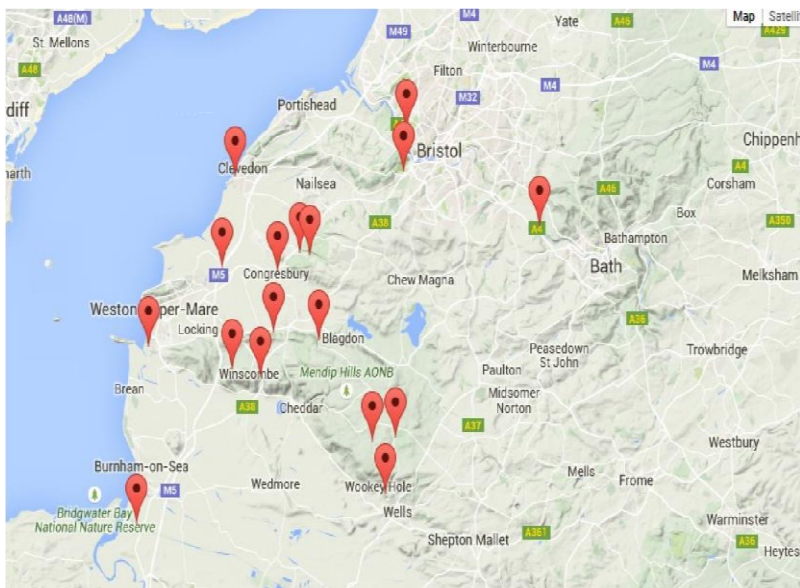 A48(M)
M4
Yate
A46
Map
Satelli
St. Mellons
M49
Winterbourne
A429
A48
Filton
M4
M4
diff
Portishead
M32
Bristol
Chippenh
arth
Clevedon
A4
Nailsea
A46
Corsham
A38
A4
Box
A350
Bathampton
M5
Congresbury
Chew Magna
Bath
Melksham
Weston
per-Mare
Locking
A36
Blagdon
Peasedown
St John
Trowbridge
Winscombe
Mendip Hills AONB
Paulton
Brean
Midsomer
Norton
A38
Cheddar
A37
Westbury
Burnham-on-Sea
Mells
M5
Wedmore
Wookey Hole
Frome
Bridgwater Bay
National Nature Reserve
Wells
Warminster
A361
Shepton Mallet
A36
Heytes